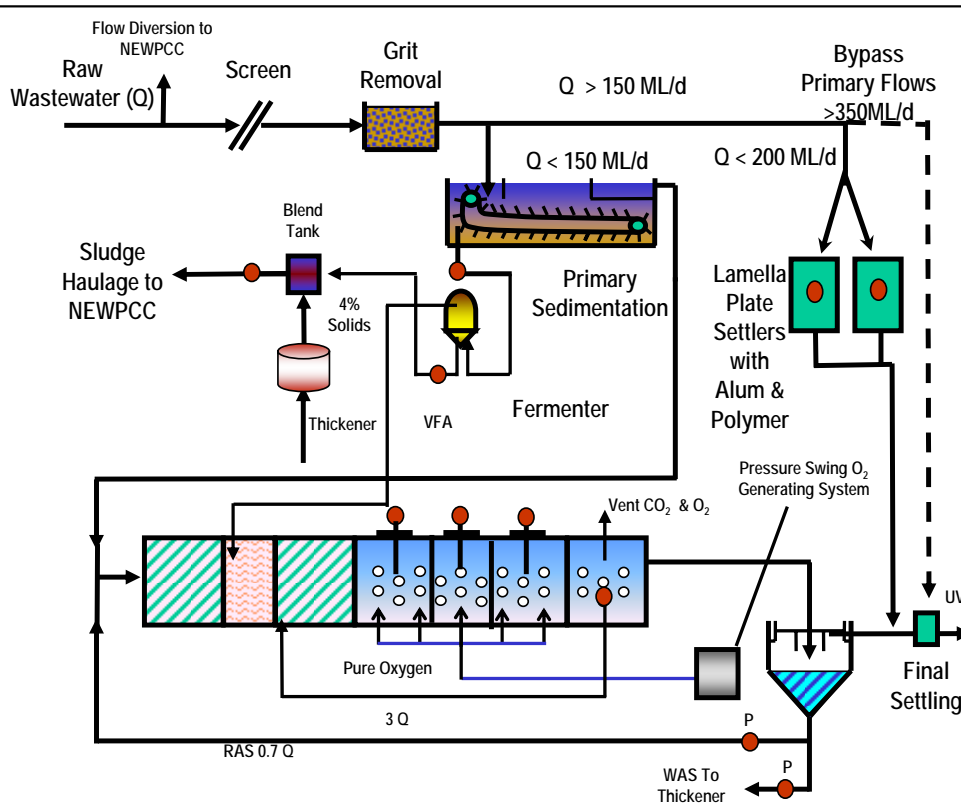 Flow Diversion to
NEWPCC
Raw
Wastewater (Q)
Screen
Grit
Removal
Q > 150 ML/d
Bypass
Primary Flows
>350ML/d
Q < 150 ML/d
Q < 200 ML/d
Blend
Tank
Sludge
Haulage to
NEWPCC
4%
Solids
Primary
Sedimentation
Lamella
Plate
Settlers
with
Alum &
Polymer
Thickener
VFA
Fermenter
Pressure Swing O₂
Generating System
Vent CO₂ & O₂
UV
Pure Oxygen
Final
Settling
3 Q
P
RAS 0.7 Q
P
WAS To
Thickener